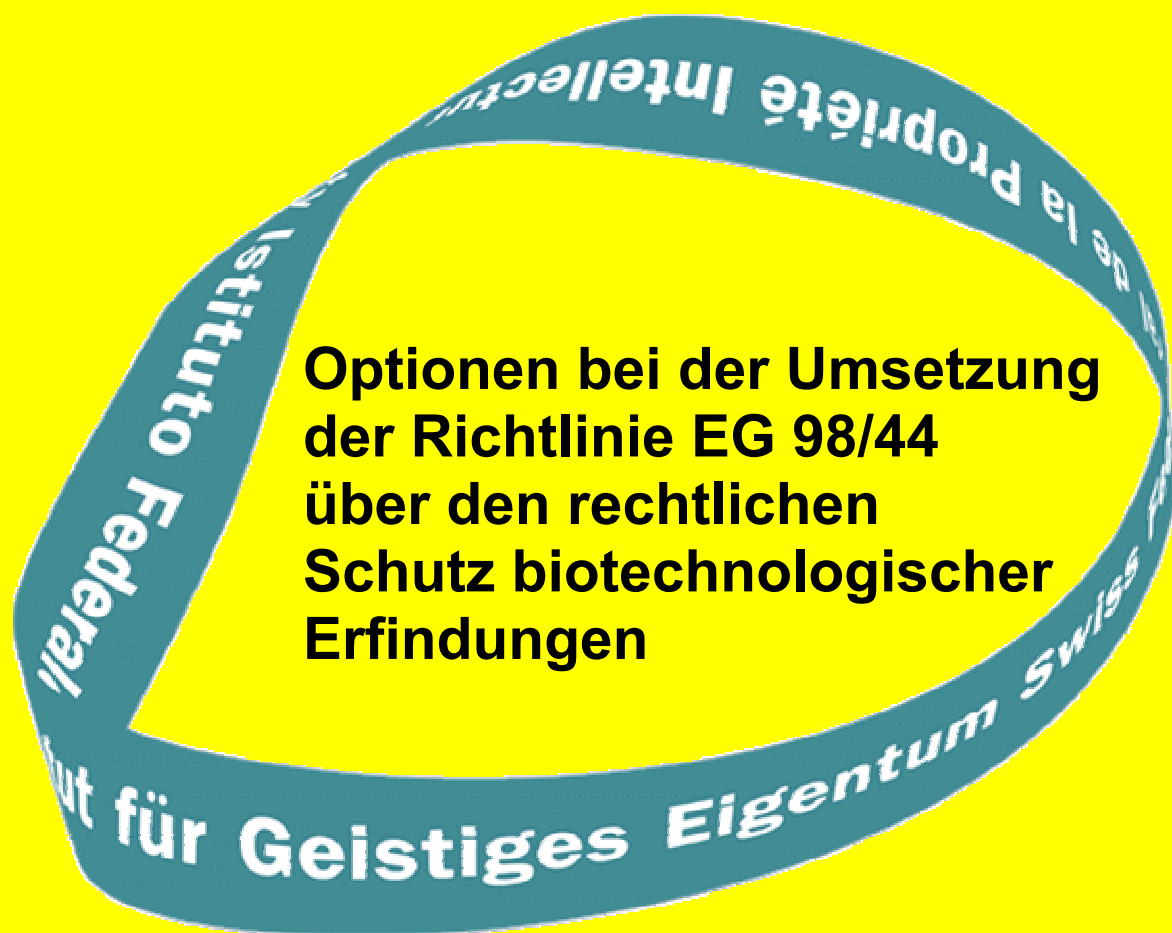 Optionen bei der Umsetzung
der Richtlinie EG 98/44
über den rechtlichen
Schutz biotechnologischer
Erfindungen
de la Propriété Intellectu
Istituto Federal
ut für Geistiges Eigentum Swiss